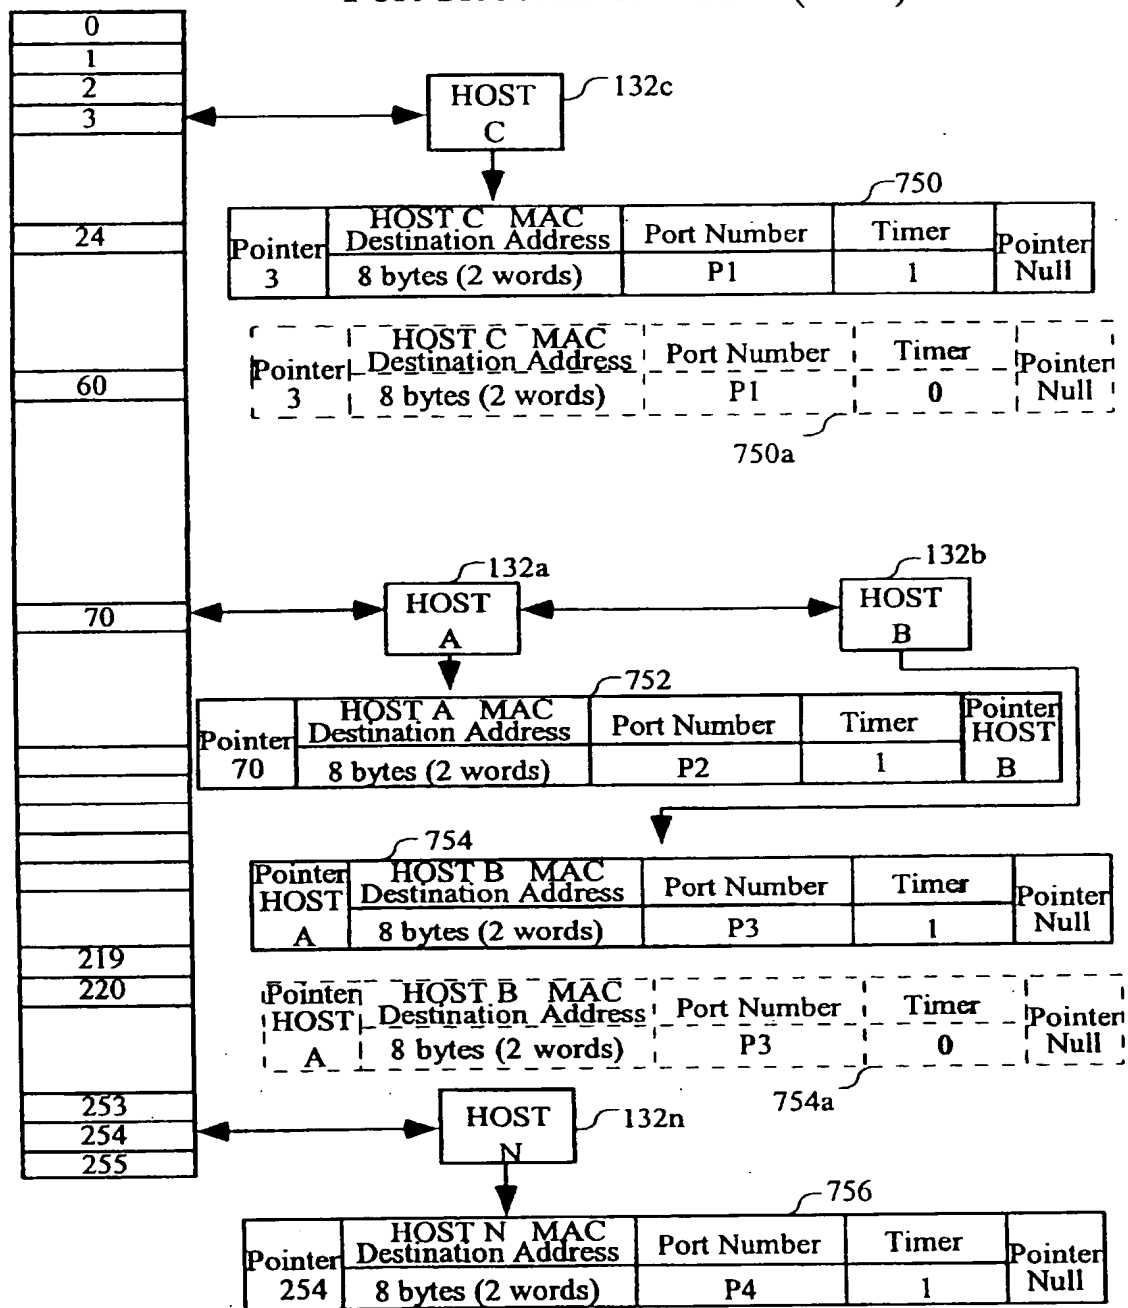 0
1
2
3
24
60
70
219
220
253
254
255
HOST
C
132c
750
Pointer
3
HOST C MAC
Destination Address
8 bytes (2 words)
Port Number
P1
Timer
1
Pointer
Null
Pointer
3
HOST C MAC
Destination Address
8 bytes (2 words)
Port Number
P1
Timer
0
Pointer
Null
750a
132a
HOST
A
132b
HOST
B
752
Pointer
70
HOST A MAC
Destination Address
8 bytes (2 words)
Port Number
P2
Timer
1
Pointer
HOST
B
754
Pointer
HOST
A
HOST B MAC
Destination Address
8 bytes (2 words)
Port Number
P3
Timer
1
Pointer
Null
Pointer
HOST
A
HOST B MAC
Destination Address
8 bytes (2 words)
Port Number
P3
Timer
0
Pointer
Null
754a
HOST
N
132n
756
Pointer
254
HOST N MAC
Destination Address
8 bytes (2 words)
Port Number
P4
Timer
1
Pointer
Null